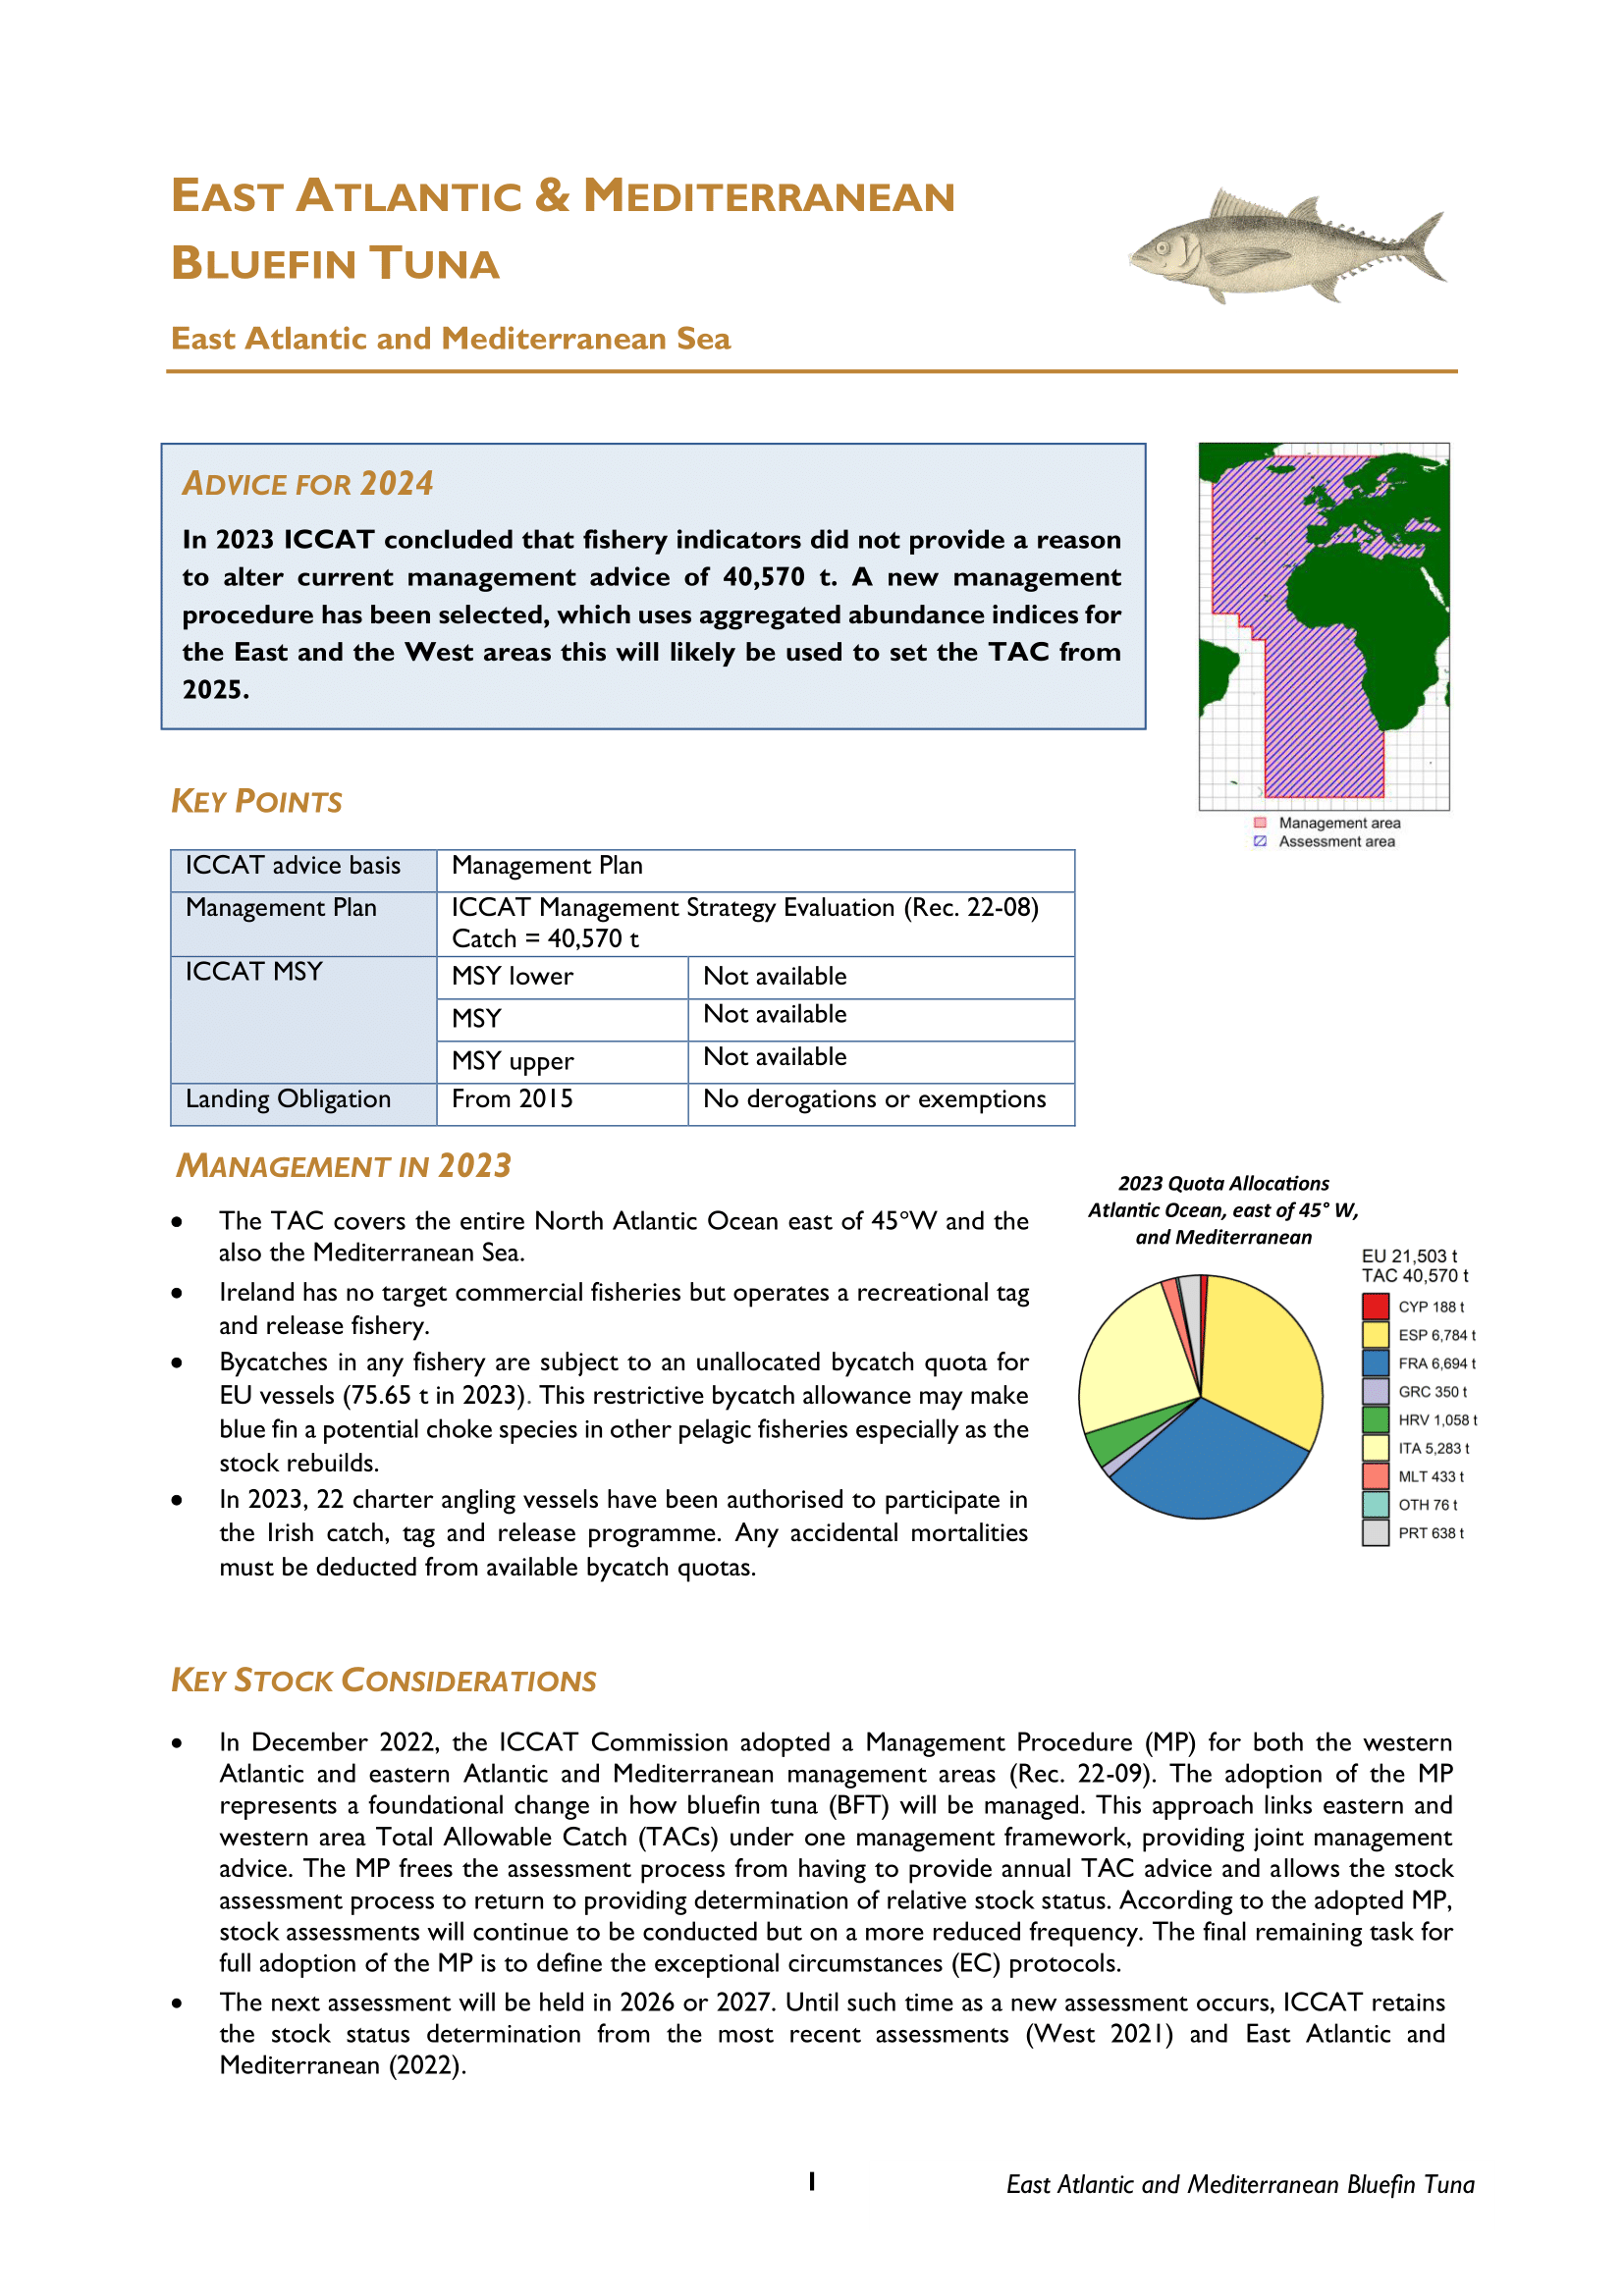 EAST ATLANTIC & MEDITERRANEAN
BLUEFIN TUNA
East Atlantic and Mediterranean Sea
ADVICE FOR 2024
In 2023 ICCAT concluded that fishery indicators did not provide a reason
to alter current management advice of 40,570 t. A new management
procedure has been selected, which uses aggregated abundance indices for
the East and the West areas this will likely be used to set the TAC from
2025.
Management area
Assessment area
KEY POINTS
ICCAT advice basis Management Plan
Management Plan ICCAT Management Strategy Evaluation (Rec. 22-08)
Catch = 40,570 t
ICCAT MSY MSY lower Not available
MSY Not available
MSY upper Not available
Landing Obligation From 2015 No derogations or exemptions
MANAGEMENT IN 2023
• The TAC covers the entire North Atlantic Ocean east of 45°W and the
also the Mediterranean Sea.
• Ireland has no target commercial fisheries but operates a recreational tag
and release fishery.
• Bycatches in any fishery are subject to an unallocated bycatch quota for
EU vessels (75.65 t in 2023). This restrictive bycatch allowance may make
blue fin a potential choke species in other pelagic fisheries especially as the
stock rebuilds.
• In 2023, 22 charter angling vessels have been authorised to participate in
the Irish catch, tag and release programme. Any accidental mortalities
must be deducted from available bycatch quotas.
2023 Quota Allocations
Atlantic Ocean, east of 45° W,
and Mediterranean
EU 21,503 t
TAC 40,570 t
CYP 188 t
ESP 6,784 t
FRA 6,694 t
GRC 350 t
HRV 1,058 t
ITA 5,283 t
MLT 433 t
OTH 76 t
PRT 638 t
KEY STOCK CONSIDERATIONS
• In December 2022, the ICCAT Commission adopted a Management Procedure (MP) for both the western
Atlantic and eastern Atlantic and Mediterranean management areas (Rec. 22-09). The adoption of the MP
represents a foundational change in how bluefin tuna (BFT) will be managed. This approach links eastern and
western area Total Allowable Catch (TACs) under one management framework, providing joint management
advice. The MP frees the assessment process from having to provide annual TAC advice and allows the stock
assessment process to return to providing determination of relative stock status. According to the adopted MP,
stock assessments will continue to be conducted but on a more reduced frequency. The final remaining task for
full adoption of the MP is to define the exceptional circumstances (EC) protocols.
• The next assessment will be held in 2026 or 2027. Until such time as a new assessment occurs, ICCAT retains
the stock status determination from the most recent assessments (West 2021) and East Atlantic and
Mediterranean (2022).
1 East Atlantic and Mediterranean Bluefin Tuna